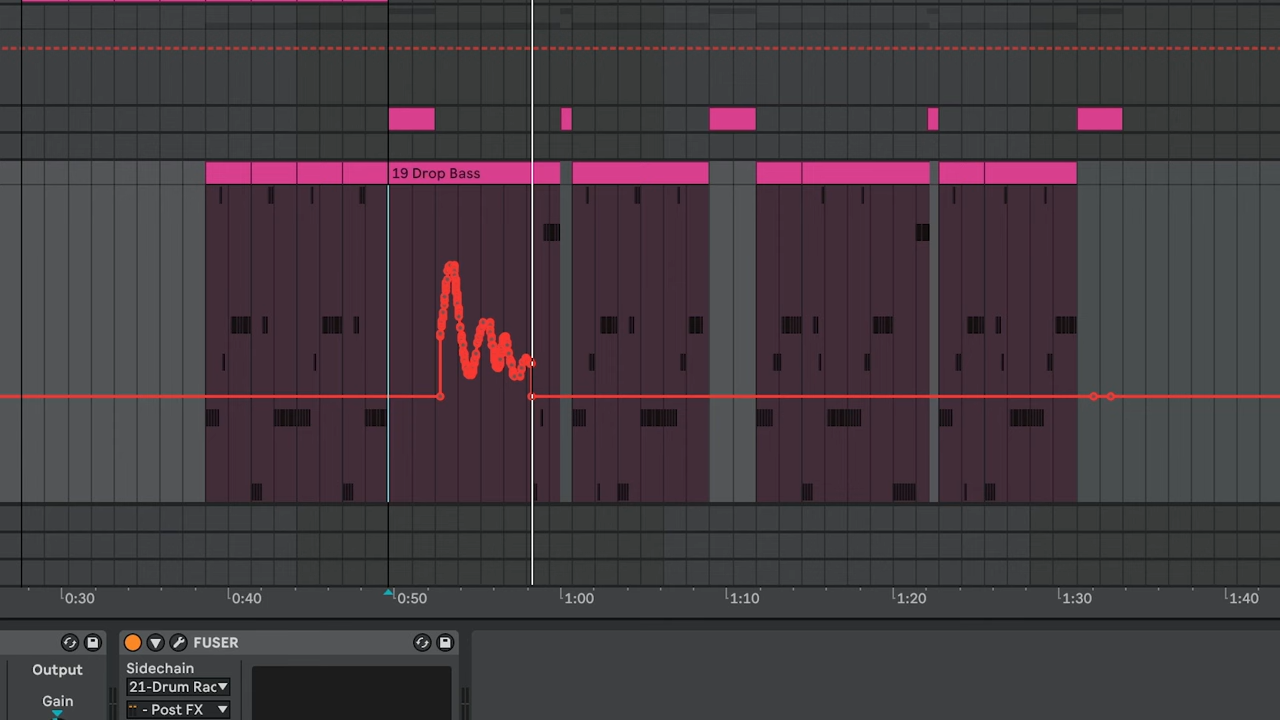 19 Drop Bass
0:30
0:40
0:50
1:00
1:10
1:20
1:30
1:40
FUSER
Output
Sidechain
21-Drum Rac
Gain
- Post FX